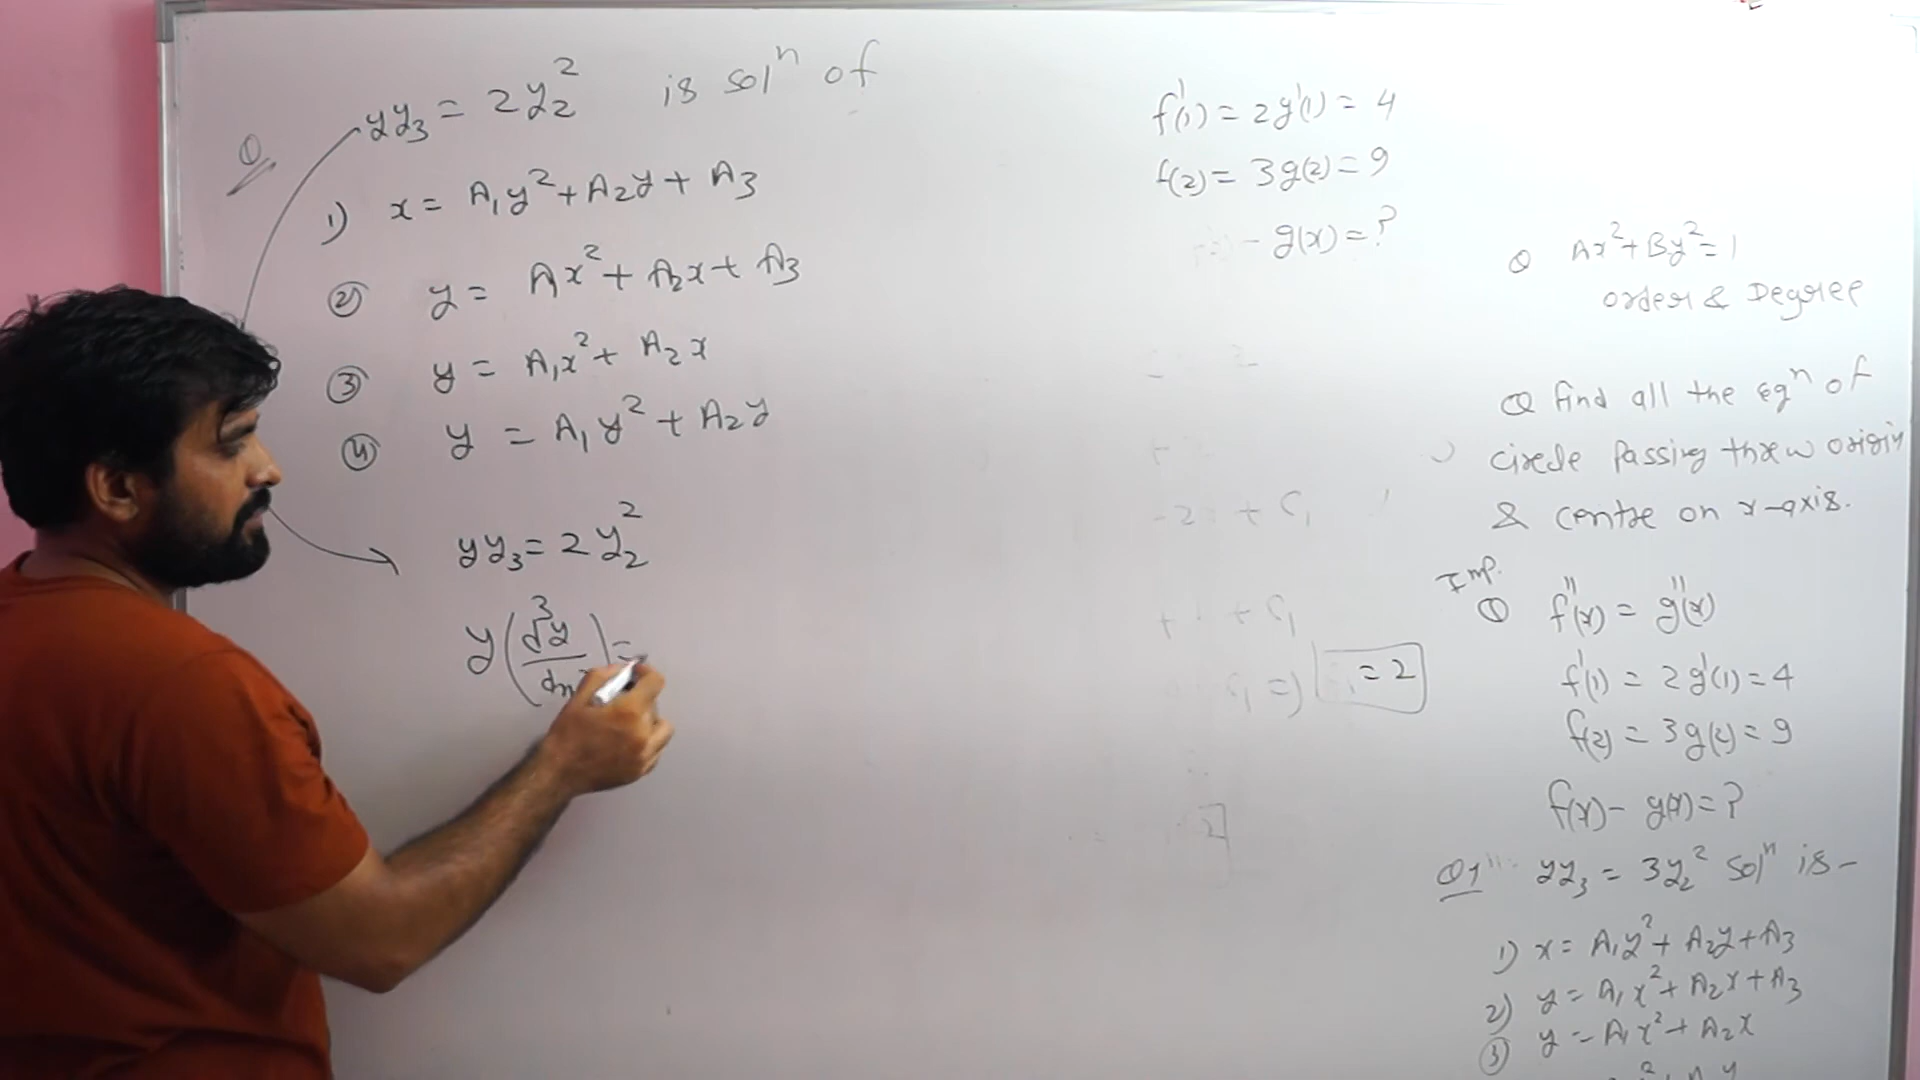 Q yy₃ = 2y₂² is solⁿ of
1) x = A₁y² + A₂y + A₃
② y = A₁x² + A₂x + A₃
③ y = A₁x² + A₂x
④ y = A₁y² + A₂y
yy₃ = 2y₂²
y(d³y/dx³) =
f'(1) = 2g'(1) = 4
f(2) = 3g(2) = 9
- g(x) = ?
= 2
Q Ax² + By² = 1
order & Degree
Q find all the eqⁿ of
circle Passing threw origin
& centre on x-axis.
Imp.
Q f''(x) = g''(x)
f'(1) = 2g'(1) = 4
f(2) = 3g(2) = 9
f(x) - g(x) = ?
Q1 yy₃ = 3y₂² solⁿ is -
1) x = A₁y² + A₂y + A₃
2) y = A₁x² + A₂x + A₃
③ y = A₁x² + A₂x